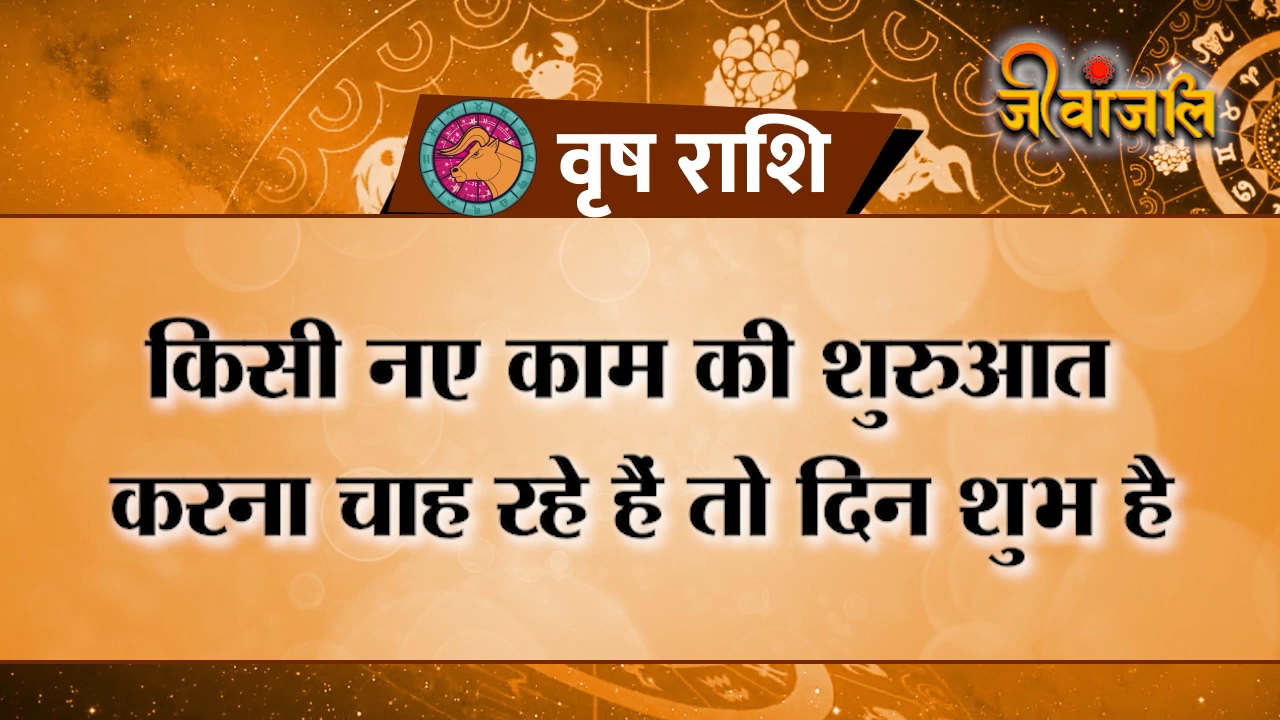 जीवांजलि
वृष राशि
किसी नए काम की शुरुआत
करना चाह रहे हैं तो दिन शुभ है